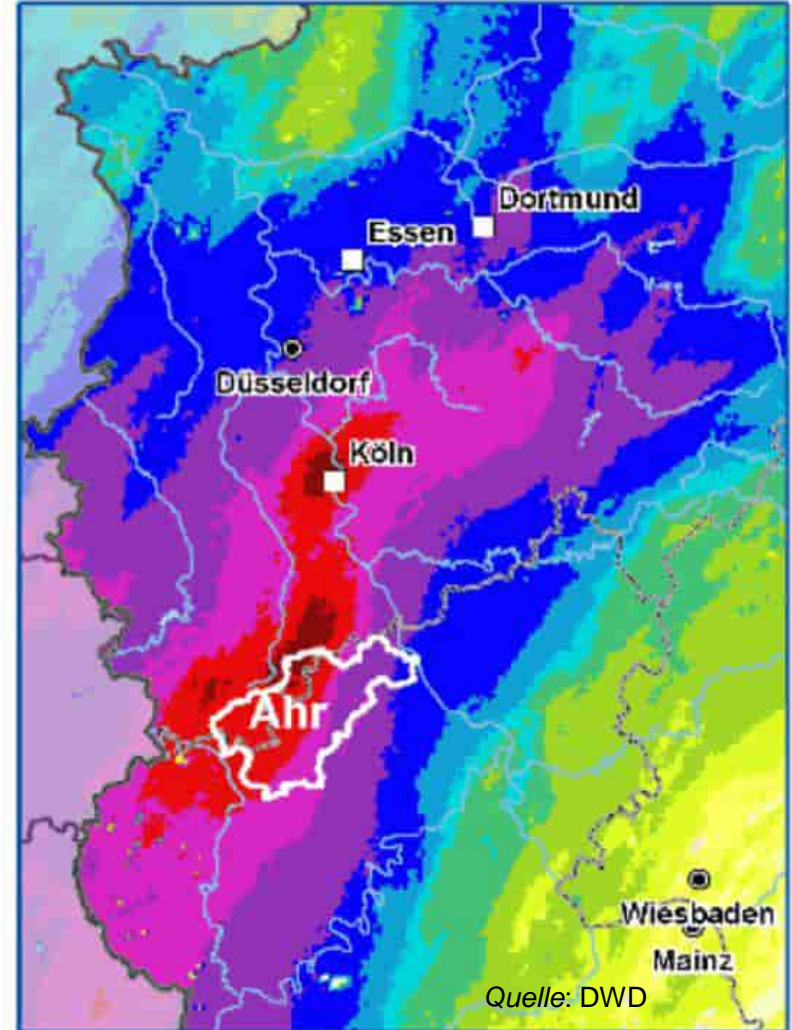 Dortmund
Essen
Düsseldorf
Köln
Ahr
Wiesbaden
Mainz
Quelle: DWD